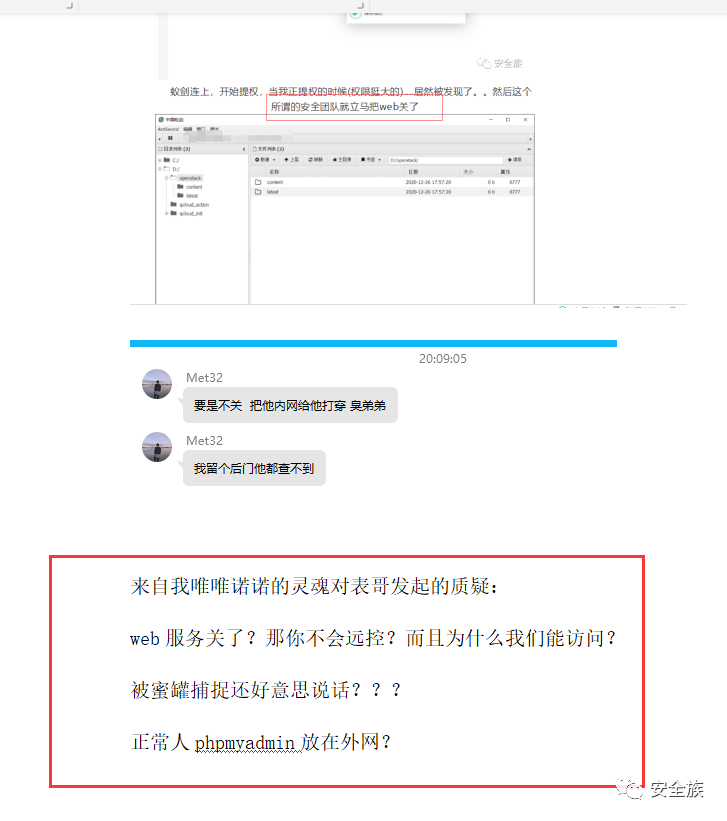 安全族
蚁剑连上，开始提权，当我正提权的时候(权限挺大的)....居然被发现了。。然后这个
所谓的安全团队就立马把web关了
AntSword 编辑 窗口 调试
目录列表 (2)
文件列表 (2)
新建 上层 刷新 主目录 书签 D:/openstack/ 读取
名称 日期 大小 属性
C:/
D:/
openstack
content
latest
qcloud_action
qcloud_init
content 2020-12-26 17:57:20 0 b 0777
latest 2020-12-26 17:57:20 0 b 0777
20:09:05
Met32
要是不关 把他内网给他打穿 臭弟弟
Met32
我留个后门他都查不到
来自我唯唯诺诺的灵魂对表哥发起的质疑：
web 服务关了？那你不会远控？而且为什么我们能访问？
被蜜罐捕捉还好意思说话？？？
正常人 phpmyadmin 放在外网？
安全族